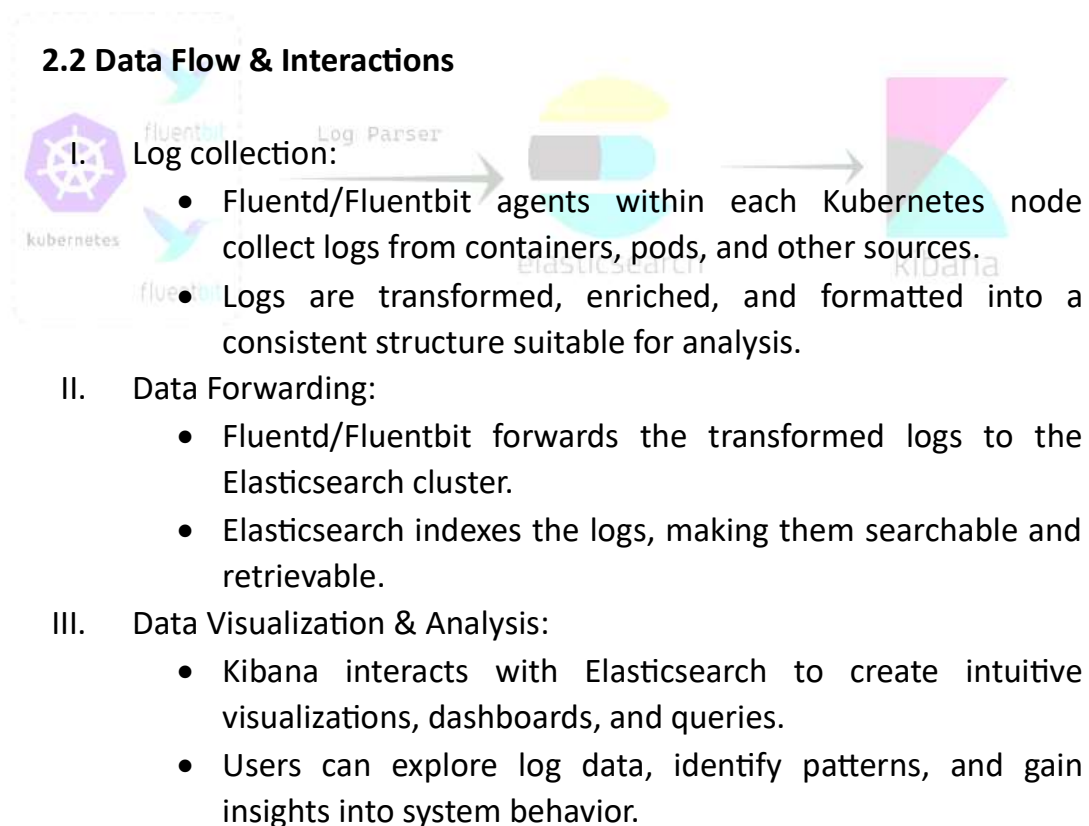 2.2 Data Flow & Interactions
fluentbit
Log Parser
I. Log collection:
• Fluentd/Fluentbit agents within each Kubernetes node
kubernetes
collect logs from containers, pods, and other sources.
elasticsearch
kibana
fluentbit
• Logs are transformed, enriched, and formatted into a
consistent structure suitable for analysis.
II. Data Forwarding:
• Fluentd/Fluentbit forwards the transformed logs to the
Elasticsearch cluster.
• Elasticsearch indexes the logs, making them searchable and
retrievable.
III. Data Visualization & Analysis:
• Kibana interacts with Elasticsearch to create intuitive
visualizations, dashboards, and queries.
• Users can explore log data, identify patterns, and gain
insights into system behavior.